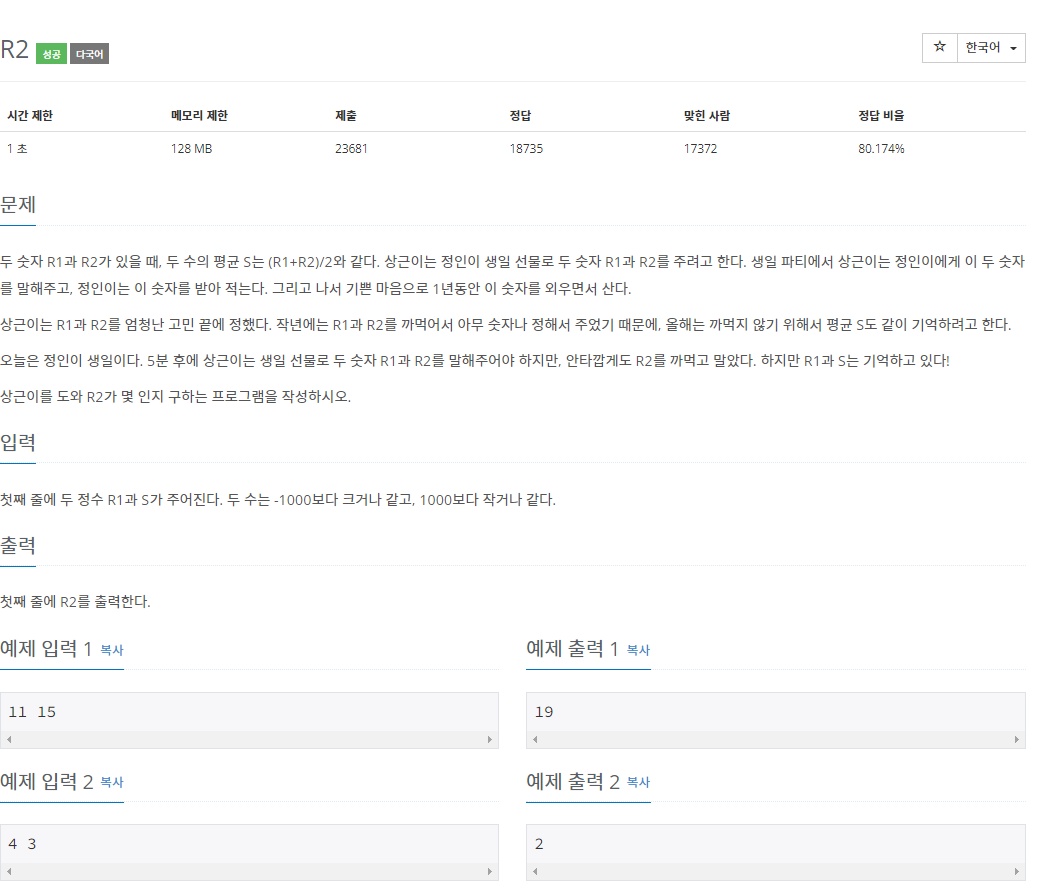 R2 성공 다국어
☆ 한국어
시간 제한 메모리 제한 제출 정답 맞힌 사람 정답 비율
1 초 128 MB 23681 18735 17372 80.174%
문제
두 숫자 R1과 R2가 있을 때, 두 수의 평균 S는 (R1+R2)/2와 같다. 상근이는 정인이 생일 선물로 두 숫자 R1과 R2를 주려고 한다. 생일 파티에서 상근이는 정인이에게 이 두 숫자
를 말해주고, 정인이는 이 숫자를 받아 적는다. 그리고 나서 기쁜 마음으로 1년동안 이 숫자를 외우면서 산다.
상근이는 R1과 R2를 엄청난 고민 끝에 정했다. 작년에는 R1과 R2를 까먹어서 아무 숫자나 정해서 주었기 때문에, 올해는 까먹지 않기 위해서 평균 S도 같이 기억하려고 한다.
오늘은 정인이 생일이다. 5분 후에 상근이는 생일 선물로 두 숫자 R1과 R2를 말해주어야 하지만, 안타깝게도 R2를 까먹고 말았다. 하지만 R1과 S는 기억하고 있다!
상근이를 도와 R2가 몇 인지 구하는 프로그램을 작성하시오.
입력
첫째 줄에 두 정수 R1과 S가 주어진다. 두 수는 -1000보다 크거나 같고, 1000보다 작거나 같다.
출력
첫째 줄에 R2를 출력한다.
예제 입력 1 복사
11 15
예제 출력 1 복사
19
예제 입력 2 복사
4 3
예제 출력 2 복사
2